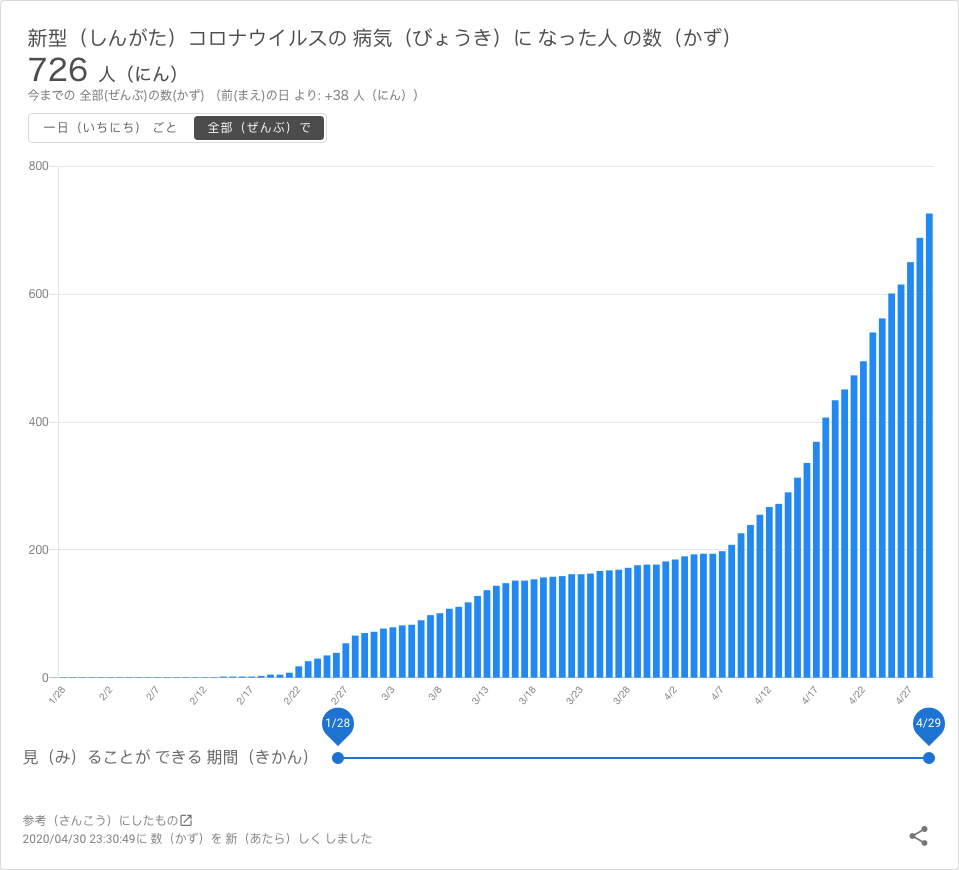 新型（しんがた）コロナウイルスの 病気（びょうき）に なった人 の数（かず）
726 人（にん）
今までの 全部(ぜんぶ)の数(かず) （前(まえ)の日 より: +38 人（にん））
一日（いちにち） ごと 全部（ぜんぶ）で
800
600
400
200
0
1/28 2/2 2/7 2/12 2/17 2/22 2/27 3/3 3/8 3/13 3/18 3/23 3/28 4/2 4/7 4/12 4/17 4/22 4/27
1/28 4/29
見（み）ることが できる 期間（きかん）
参考（さんこう）にしたもの
2020/04/30 23:30:49に 数（かず）を 新（あたら）しく しました